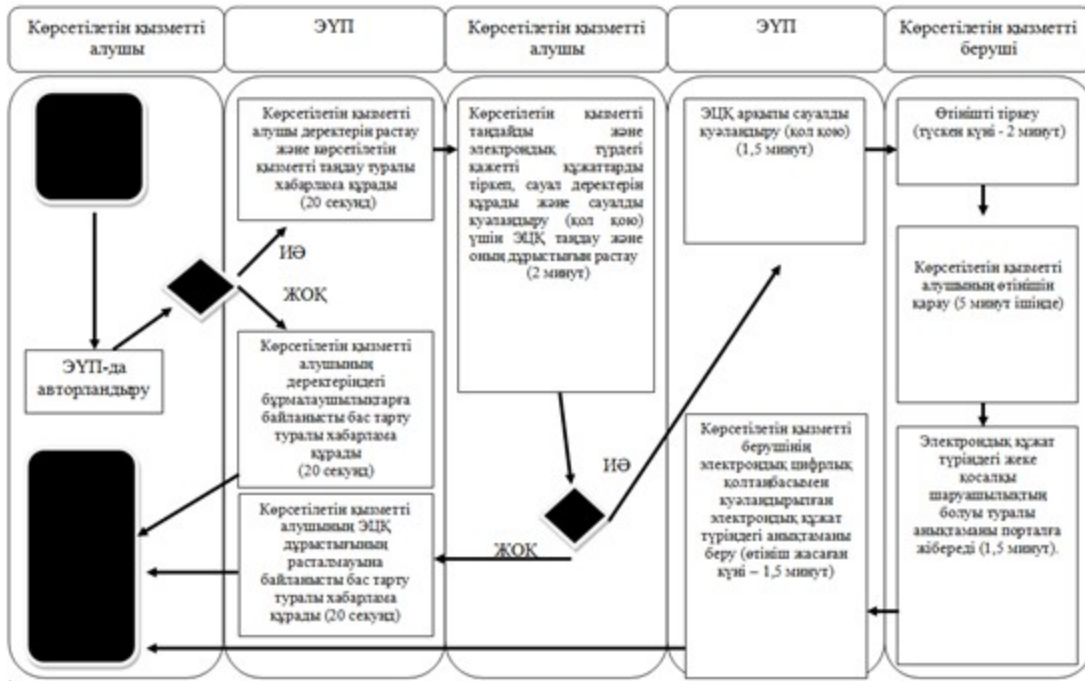 Көрсетілетін қызметті
алушы
ЭҮП
Көрсетілетін қызметті
алушы
ЭҮП
Көрсетілетін қызметті
беруші
ЭҮП-да
авторландыру
ИӘ
ЖОҚ
Көрсетілетін қызметті
алушы деректерін растау
және көрсетілетін
қызметті таңдау туралы
хабарлама құрады
(20 секунд)
Көрсетілетін қызметті
алушының
деректеріндегі
бұрмалаушылықтарға
байланысты бас тарту
туралы хабарлама
құрады
(20 секунд)
Көрсетілетін қызметті
алушының ЭЦҚ
дұрыстығының
расталмауына
байланысты бас тарту
туралы хабарлама
құрады (20 секунд)
Көрсетілетін қызметті
таңдайды және
электрондық түрдегі
қажетті құжаттарды
тіркеп, сауал деректерін
құрады және сауалды
куәландыру (қол қою)
үшін ЭЦҚ таңдау және
оның дұрыстығын растау
(2 минут)
ИӘ
ЖОҚ
ЭЦҚ арқылы сауалды
куәландыру (қол қою)
(1,5 минут)
Көрсетілетін қызметті
берушінің
электрондық цифрлық
қолтаңбасымен
куәландырылған
электрондық құжат
түріндегі анықтаманы
беру (өтініш жасаған
күні – 1,5 минут)
Өтінішті тіркеу
(түскен күні - 2 минут)
Көрсетілетін қызметті
алушының өтінішін
қарау (5 минут ішінде)
Электрондық құжат
түріндегі жеке
қосалқы
шаруашылықтың
болуы туралы
анықтаманы порталға
жібереді (1,5 минут).